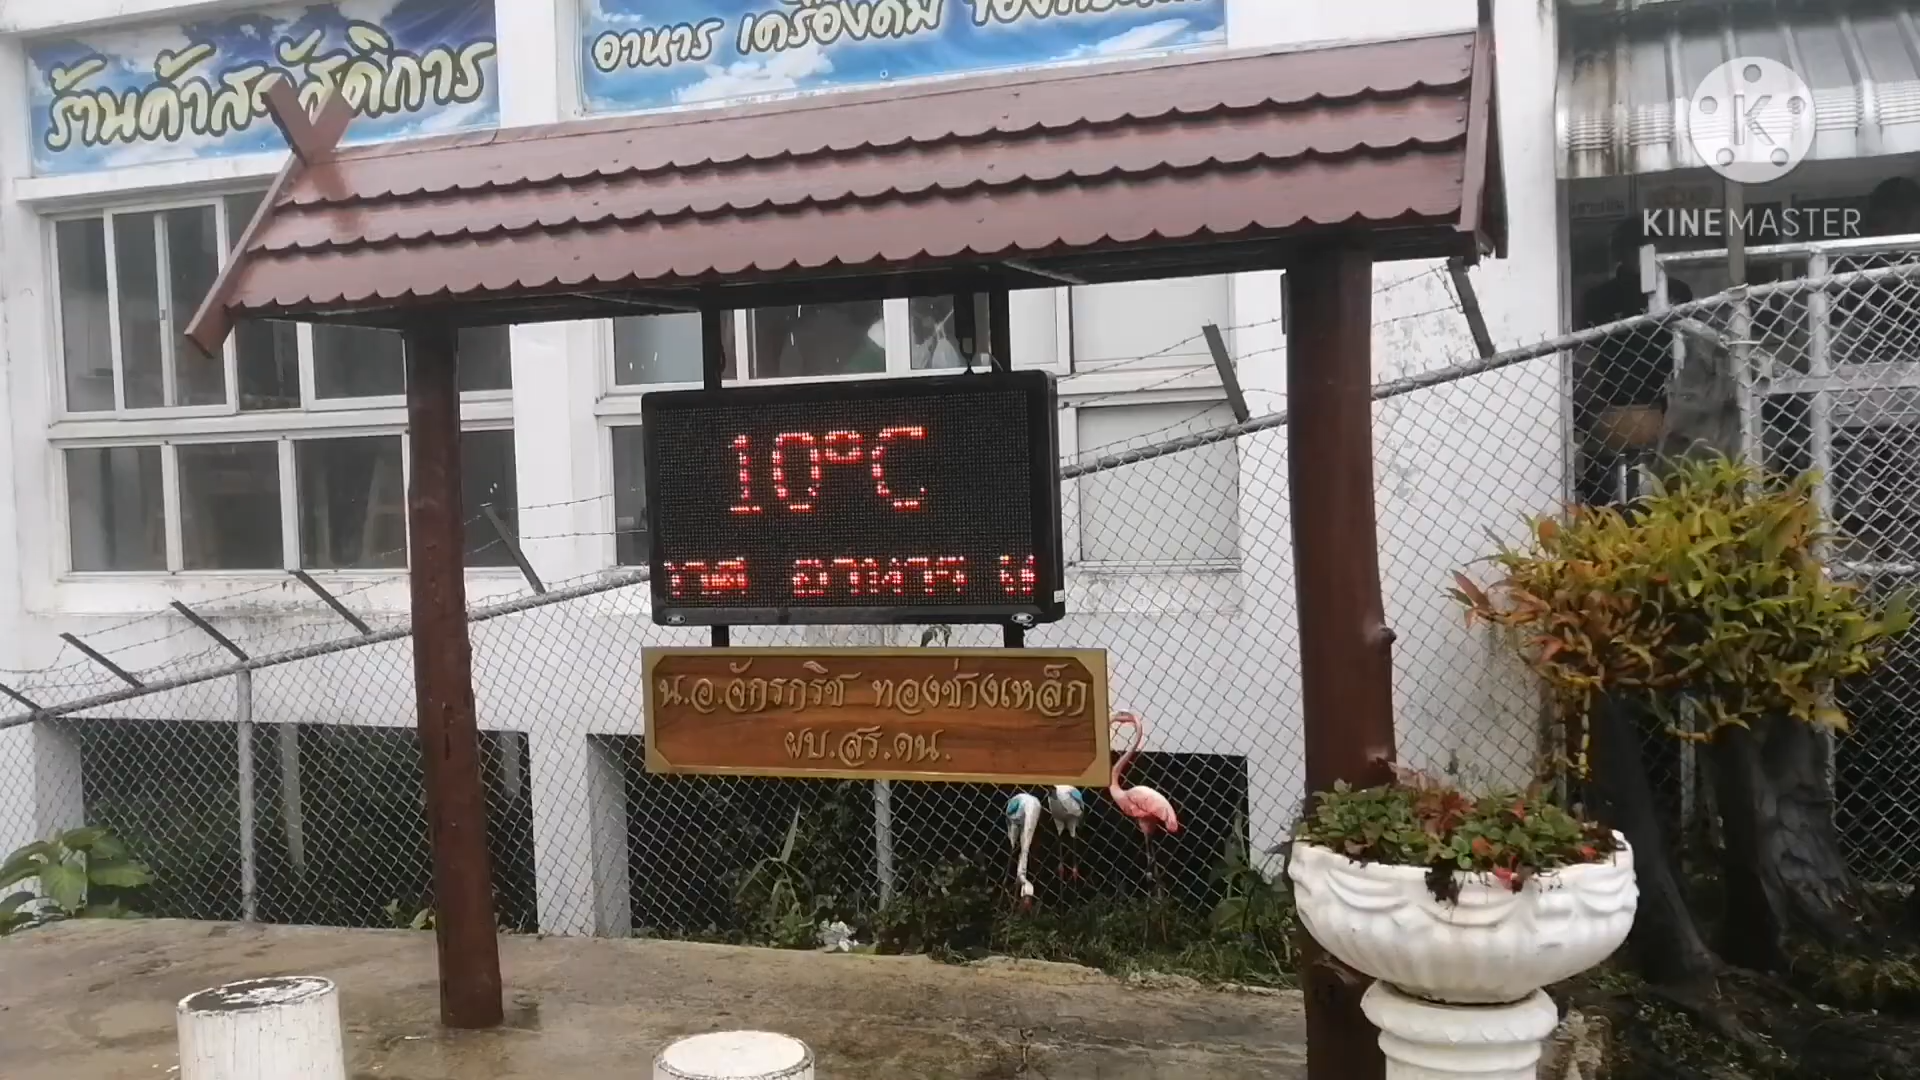 ร้านค้าสวัสดิการ
อาหาร เครื่องดื่ม
KINEMASTER
10°C
อาหาร
น.อ.จักรกริช ทองช่างเหล็ก
ผบ.สร.ดน.